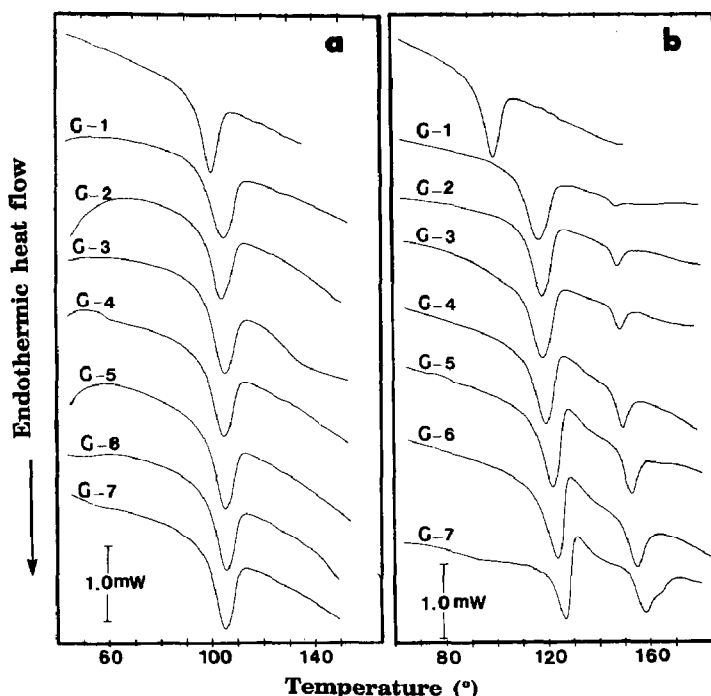 a
G-1
G-2
G-3
G-4
G-5
G-6
G-7
1.0mW
60
100
140
b
G-1
G-2
G-3
G-4
G-5
G-6
G-7
1.0mW
80
120
160
Endothermic heat flow
Temperature (°)